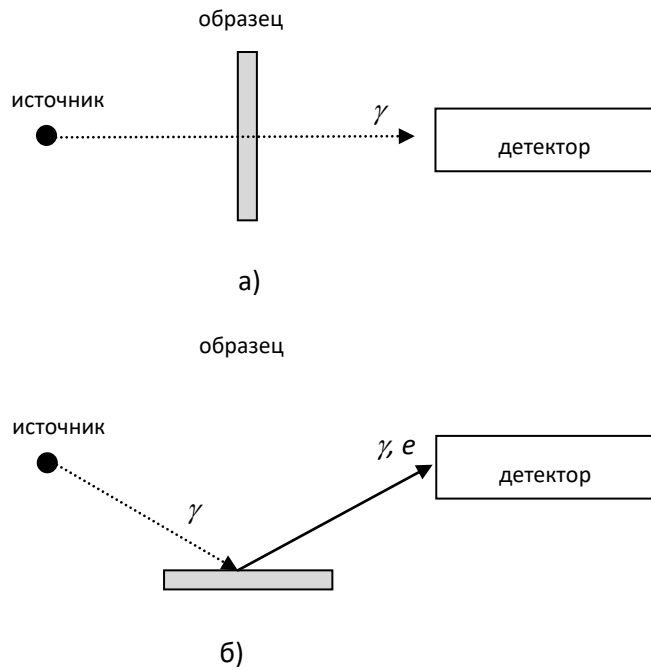 образец
источник
γ
детектор
а)
образец
источник
γ, e
детектор
γ
б)